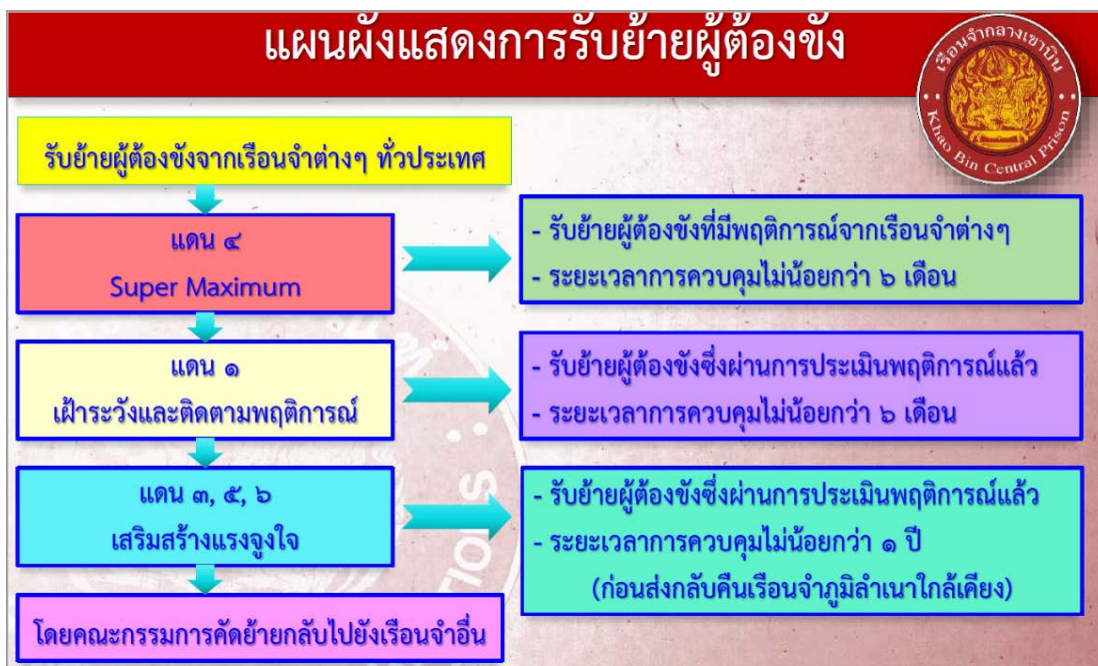 แผนผังแสดงการรับย้ายผู้ต้องขัง
เรือนจำกลางเขาบิน
Khao Bin Central Prison
รับย้ายผู้ต้องขังจากเรือนจำต่างๆ ทั่วประเทศ
แดน ๔
Super Maximum
- รับย้ายผู้ต้องขังที่มีพฤติการณ์จากเรือนจำต่างๆ
- ระยะเวลาการควบคุมไม่น้อยกว่า ๖ เดือน
แดน ๑
เฝ้าระวังและติดตามพฤติการณ์
- รับย้ายผู้ต้องขังซึ่งผ่านการประเมินพฤติการณ์แล้ว
- ระยะเวลาการควบคุมไม่น้อยกว่า ๖ เดือน
แดน ๓, ๕, ๖
เสริมสร้างแรงจูงใจ
- รับย้ายผู้ต้องขังซึ่งผ่านการประเมินพฤติการณ์แล้ว
- ระยะเวลาการควบคุมไม่น้อยกว่า ๑ ปี
(ก่อนส่งกลับคืนเรือนจำภูมิลำเนาใกล้เคียง)
โดยคณะกรรมการคัดย้ายกลับไปยังเรือนจำอื่น